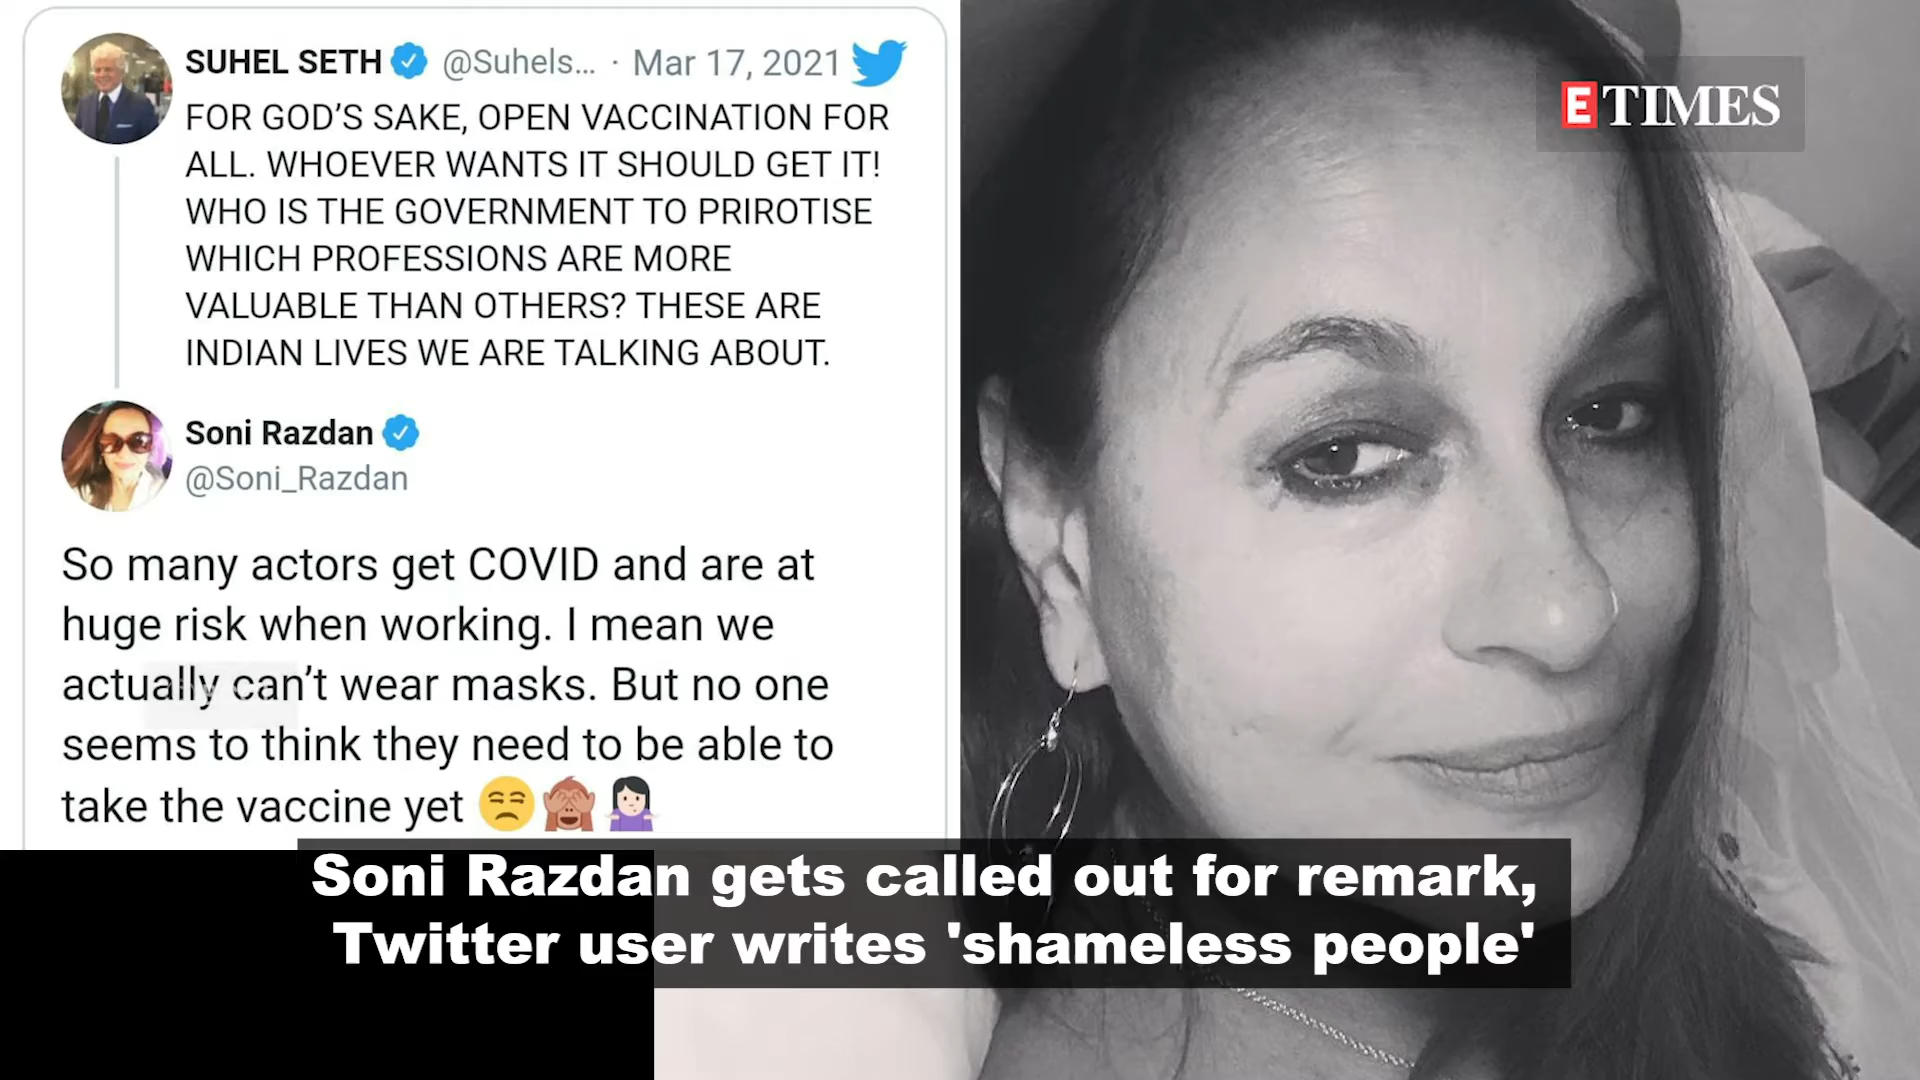 SUHEL SETH @Suhels... · Mar 17, 2021
FOR GOD’S SAKE, OPEN VACCINATION FOR
ALL. WHOEVER WANTS IT SHOULD GET IT!
WHO IS THE GOVERNMENT TO PRIROTISE
WHICH PROFESSIONS ARE MORE
VALUABLE THAN OTHERS? THESE ARE
INDIAN LIVES WE ARE TALKING ABOUT.
Soni Razdan
@Soni_Razdan
So many actors get COVID and are at
huge risk when working. I mean we
actually can’t wear masks. But no one
seems to think they need to be able to
take the vaccine yet 😒🙈🤷🏻‍♀️
ETIMES
Soni Razdan gets called out for remark,
Twitter user writes 'shameless people'